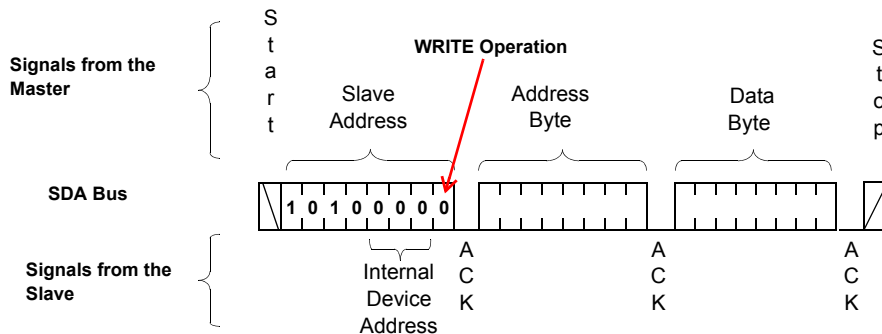 Signals from the
Master
S
t
a
r
t
WRITE Operation
Slave
Address
Address
Byte
Data
Byte
S
t
o
p
SDA Bus
1 0 1 0 0 0 0 0
Signals from the
Slave
Internal
Device
Address
A
C
K
A
C
K
A
C
K